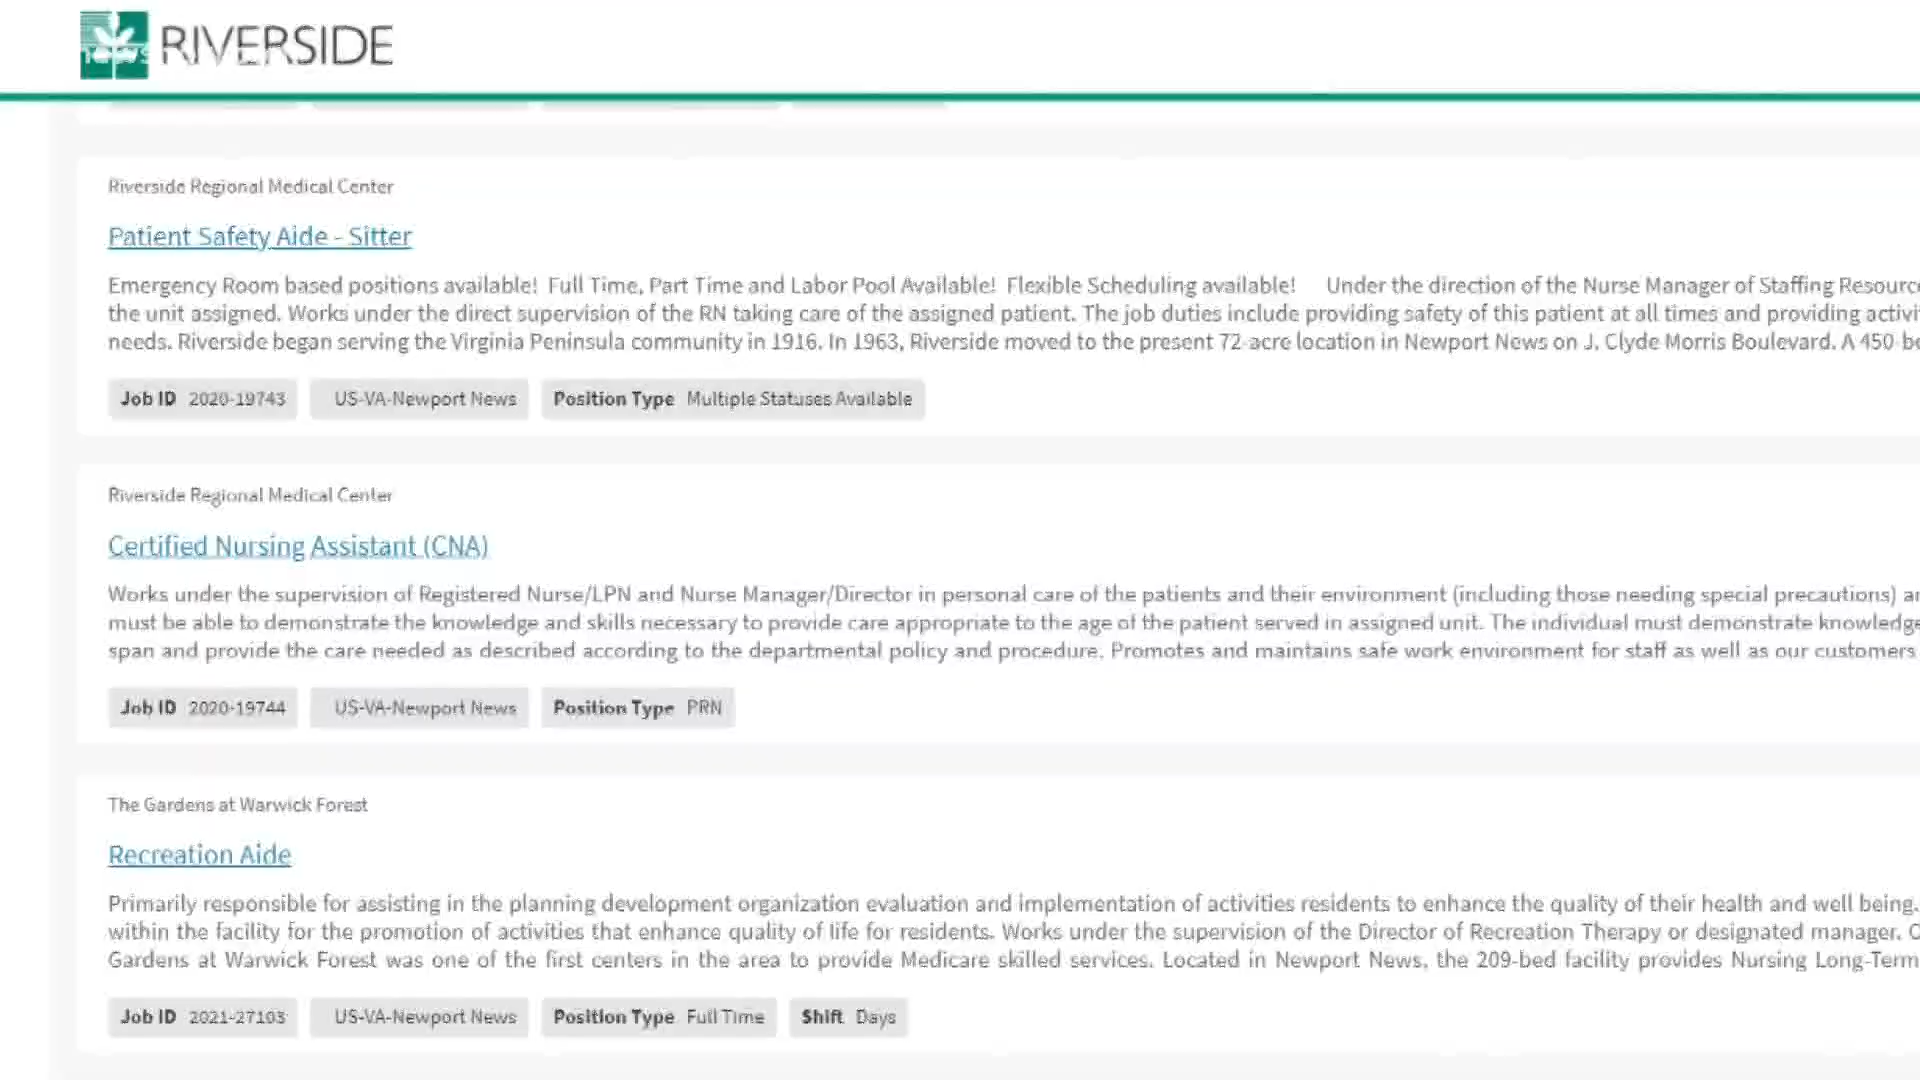 news
RIVERSIDE
Riverside Regional Medical Center
Patient Safety Aide - Sitter
Emergency Room based positions available! Full Time, Part Time and Labor Pool Available! Flexible Scheduling available! Under the direction of the Nurse Manager of Staffing
the unit assigned. Works under the direct supervision of the RN taking care of the assigned patient. The job duties include providing safety of this patient at all times and providing
needs. Riverside began serving the Virginia Peninsula community in 1916. In 1963, Riverside moved to the present 72-acre location in Newport News on J. Clyde Morris Boulevard. A 450-
Job ID 2020-19743 US-VA-Newport News Position Type Multiple Statuses Available
Riverside Regional Medical Center
Certified Nursing Assistant (CNA)
Works under the supervision of Registered Nurse/LPN and Nurse Manager/Director in personal care of the patients and their environment (including those needing special precautions)
must be able to demonstrate the knowledge and skills necessary to provide care appropriate to the age of the patient served in assigned unit. The individual must demonstrate knowledge
span and provide the care needed as described according to the departmental policy and procedure. Promotes and maintains safe work environment for staff as well as our customers
Job ID 2020-19744 US-VA-Newport News Position Type PRN
The Gardens at Warwick Forest
Recreation Aide
Primarily responsible for assisting in the planning development organization evaluation and implementation of activities residents to enhance the quality of their health and well being.
within the facility for the promotion of activities that enhance quality of life for residents. Works under the supervision of the Director of Recreation Therapy or designated manager.
Gardens at Warwick Forest was one of the first centers in the area to provide Medicare skilled services. Located in Newport News, the 209-bed facility provides Nursing Long-Term
Job ID 2021-27103 US-VA-Newport News Position Type Full Time Shift Days